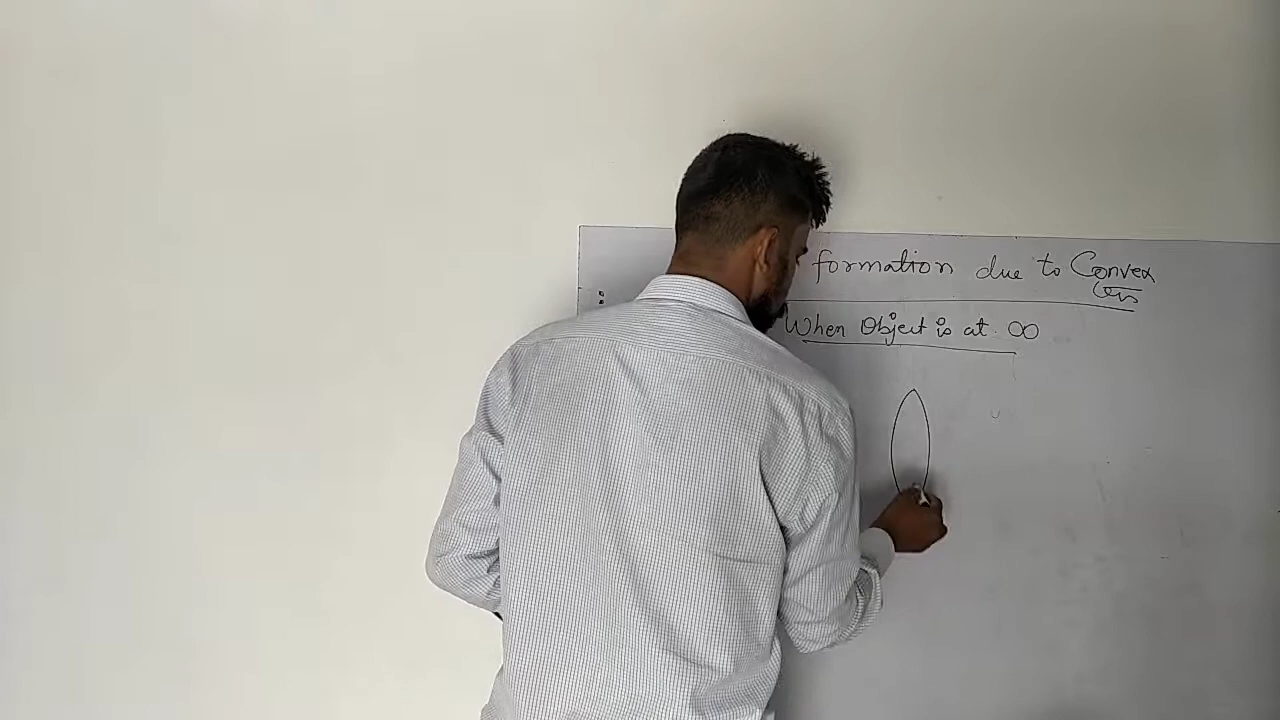 formation due to Convex
lens
When Object is at ∞